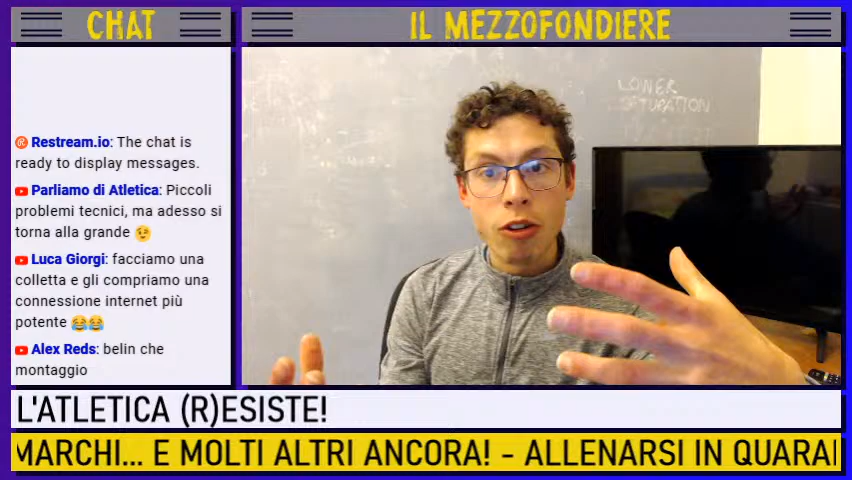 CHAT
IL MEZZOFONDIERE
LOWER
Restream.io: The chat is
ready to display messages.
Parliamo di Atletica: Piccoli
problemi tecnici, ma adesso si
torna alla grande 😉
Luca Giorgi: facciamo una
colletta e gli compriamo una
connessione internet più
potente 😂😂
Alex Reds: belin che
montaggio
L'ATLETICA (R)ESISTE!
MARCHI... E MOLTI ALTRI ANCORA! - ALLENARSI IN QUARA